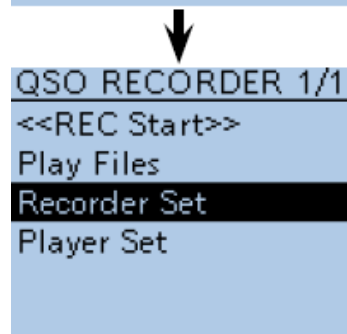 QSO RECORDER 1/1
<<REC Start>>
Play Files
Recorder Set
Player Set